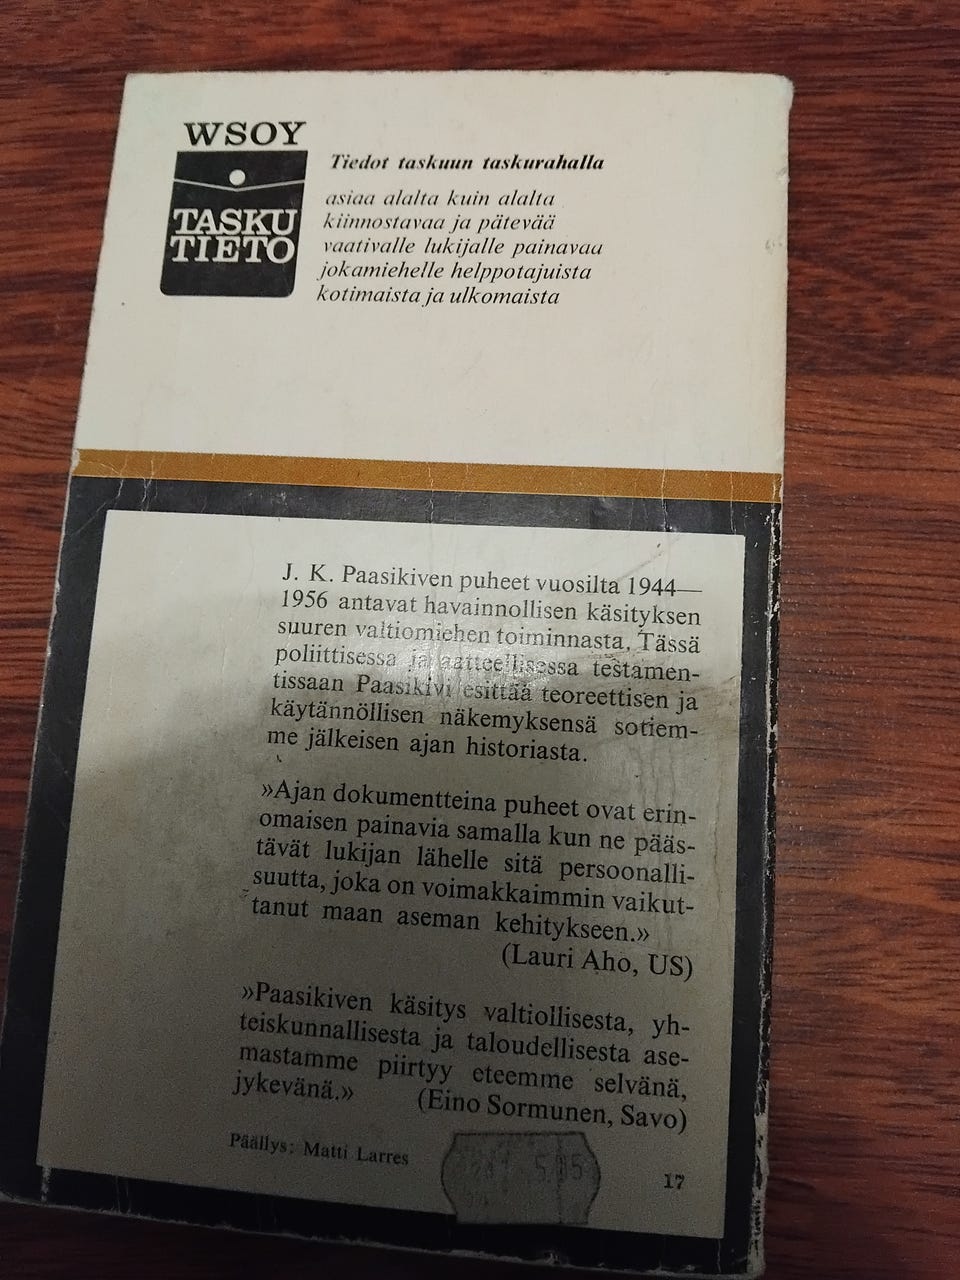 WSOY
TASKU
TIETO
Tiedot taskuun taskurahalla
asiaa alalta kuin alalta
kiinnostavaa ja pätevää
vaativalle lukijalle painavaa
jokamiehelle helppotajuista
kotimaista ja ulkomaista
J. K. Paasikiven puheet vuosilta 1944—
1956 antavat havainnollisen käsityksen
suuren valtiomiehen toiminnasta. Tässä
poliittisessa ja aatteellisessa testamen-
tissaan Paasikivi esittää teoreettisen ja
käytännöllisen näkemyksensä sotiem-
me jälkeisen ajan historiasta.
»Ajan dokumentteina puheet ovat erin-
omaisen painavia samalla kun ne pääs-
tävät lukijan lähelle sitä persoonalli-
suutta, joka on voimakkaimmin vaikut-
tanut maan aseman kehitykseen.»
(Lauri Aho, US)
»Paasikiven käsitys valtiollisesta, yh-
teiskunnallisesta ja taloudellisesta ase-
mastamme piirtyy eteemme selvänä,
jykevänä.» (Eino Sormunen, Savo)
Päällys: Matti Larres
17